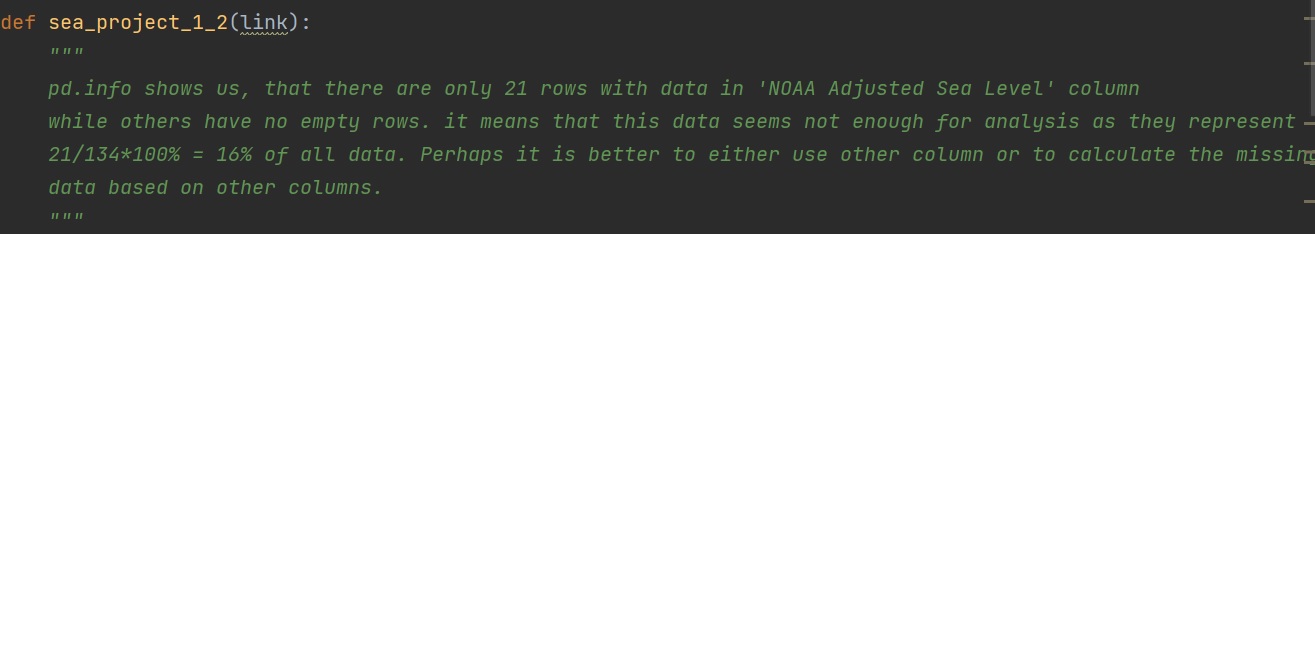 def sea_project_1_2(link):
"""
pd.info shows us, that there are only 21 rows with data in 'NOAA Adjusted Sea Level' column
while others have no empty rows. it means that this data seems not enough for analysis as they represent
21/134*100% = 16% of all data. Perhaps it is better to either use other column or to calculate the missing
data based on other columns.
"""